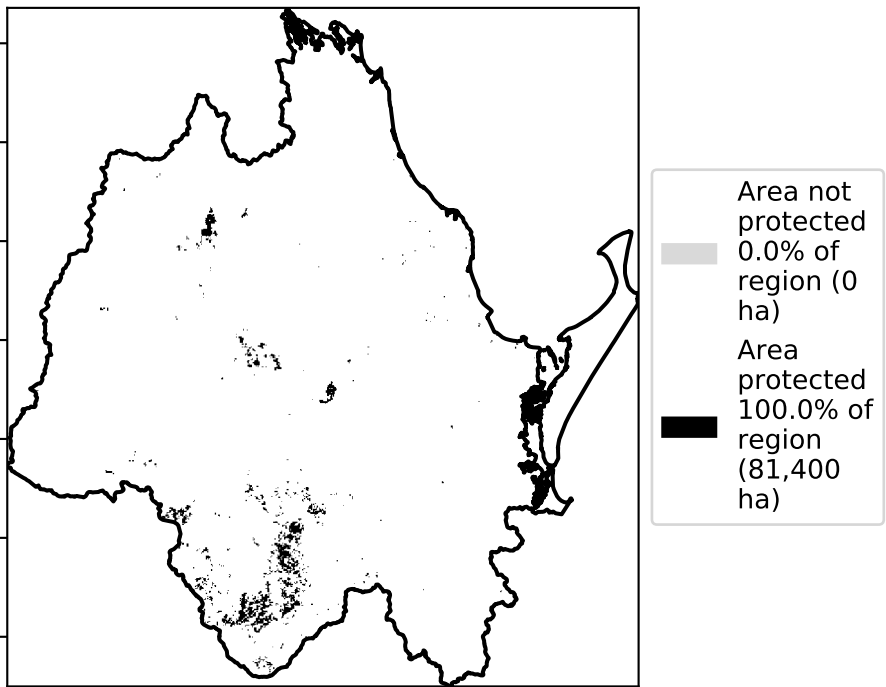 Area not
protected
0.0% of
region (0
ha)
Area
protected
100.0% of
region
(81,400
ha)